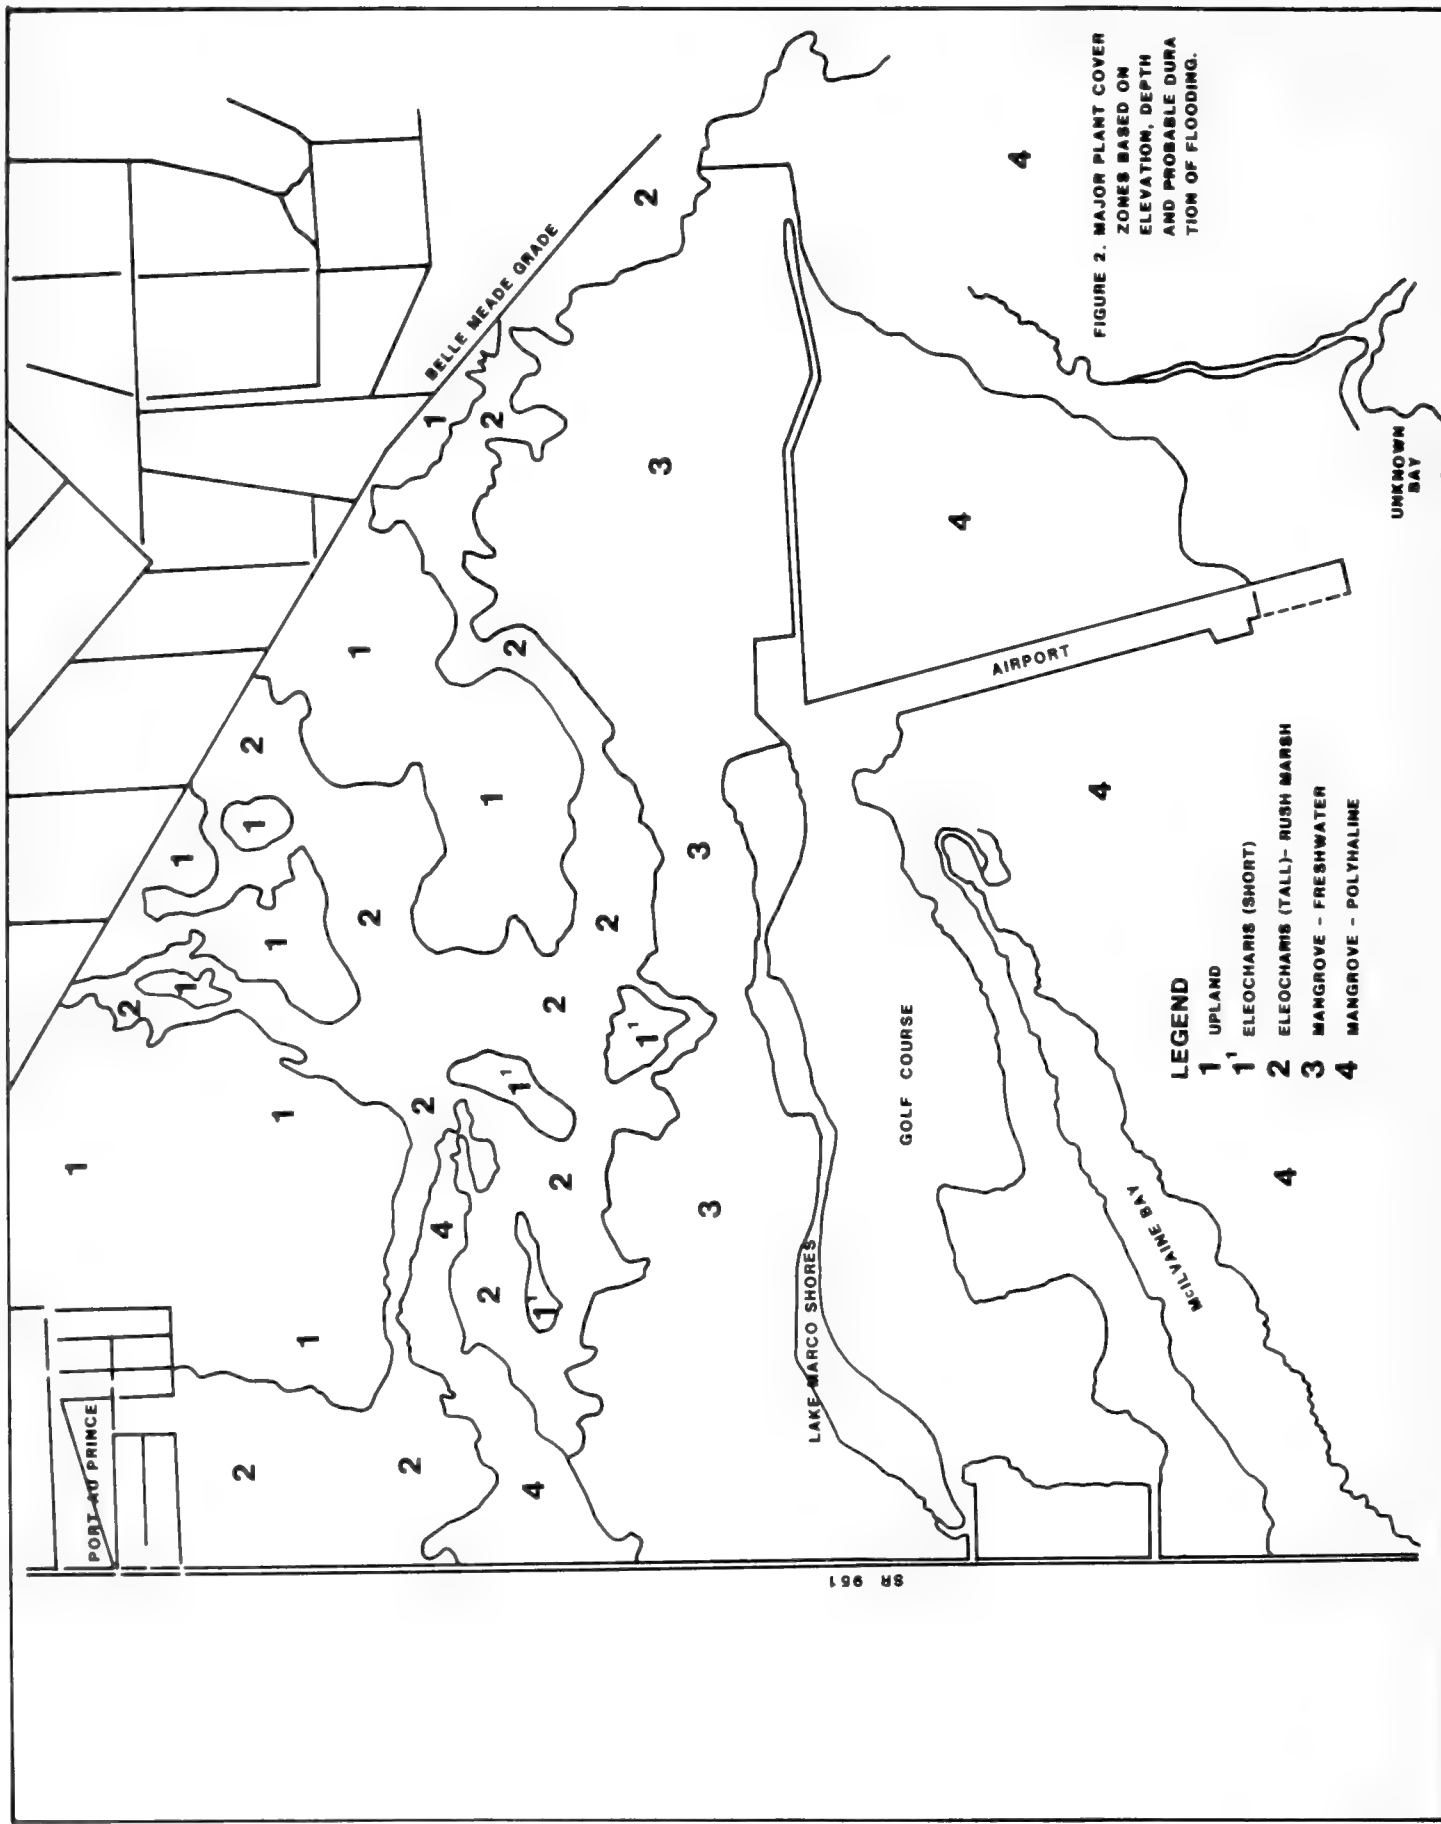 1
PORT AU PRINCE
2
1
1
2
2
1
1
1
1
1
2
2
2
1
4
BELLE MEADE GRADE
2
2
1
2
1'
4
1'
2
2
2
2
1'
3
3
3
LAKE MARCO SHORES
SR 951
GOLF COURSE
4
4
AIRPORT
4
McILVAINE BAY
4
FIGURE 2. MAJOR PLANT COVER
ZONES BASED ON
ELEVATION, DEPTH
AND PROBABLE DURA
TION OF FLOODING.
LEGEND
1 UPLAND
1' ELEOCHARIS (SHORT)
2 ELEOCHARIS (TALL)- RUSH MARSH
3 MANGROVE - FRESHWATER
4 MANGROVE - POLYHALINE
UNKNOWN
BAY